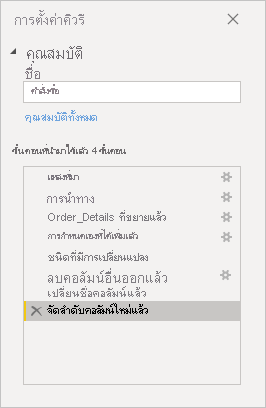 การตั้งค่าคิวรี
คุณสมบัติ
ชื่อ
คำสั่งซื้อ
คุณสมบัติทั้งหมด
ขั้นตอนที่นำมาใช้แล้ว 4 ขั้นตอน
แหล่งที่มา
การนำทาง
Order_Details ที่ขยายแล้ว
การกำหนดเองที่ได้เพิ่มแล้ว
ชนิดที่มีการเปลี่ยนแปลง
ลบคอลัมน์อื่นออกแล้ว
เปลี่ยนชื่อคอลัมน์แล้ว
จัดลำดับคอลัมน์ใหม่แล้ว